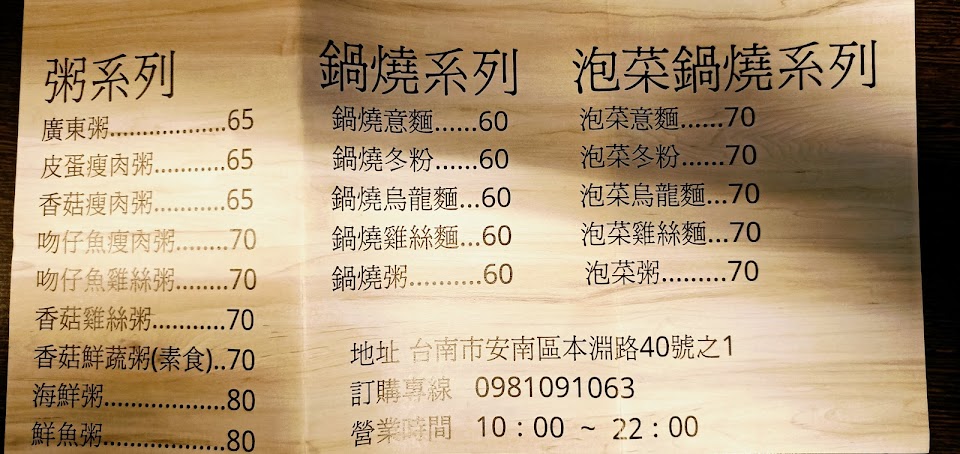 粥系列
廣東粥..................65
皮蛋瘦肉粥...........65
香菇瘦肉粥...........65
吻仔魚瘦肉粥........70
吻仔魚雞絲粥........70
香菇雞絲粥...........70
香菇鮮蔬粥(素食)..70
海鮮粥...................80
鮮魚粥...................80
鍋燒系列
鍋燒意麵......60
鍋燒冬粉......60
鍋燒烏龍麵...60
鍋燒雞絲麵...60
鍋燒粥..........60
泡菜鍋燒系列
泡菜意麵......70
泡菜冬粉......70
泡菜烏龍麵...70
泡菜雞絲麵...70
泡菜粥.........70
地址 台南市安南區本淵路40號之1
訂購專線 0981091063
營業時間 10:00 ~ 22:00